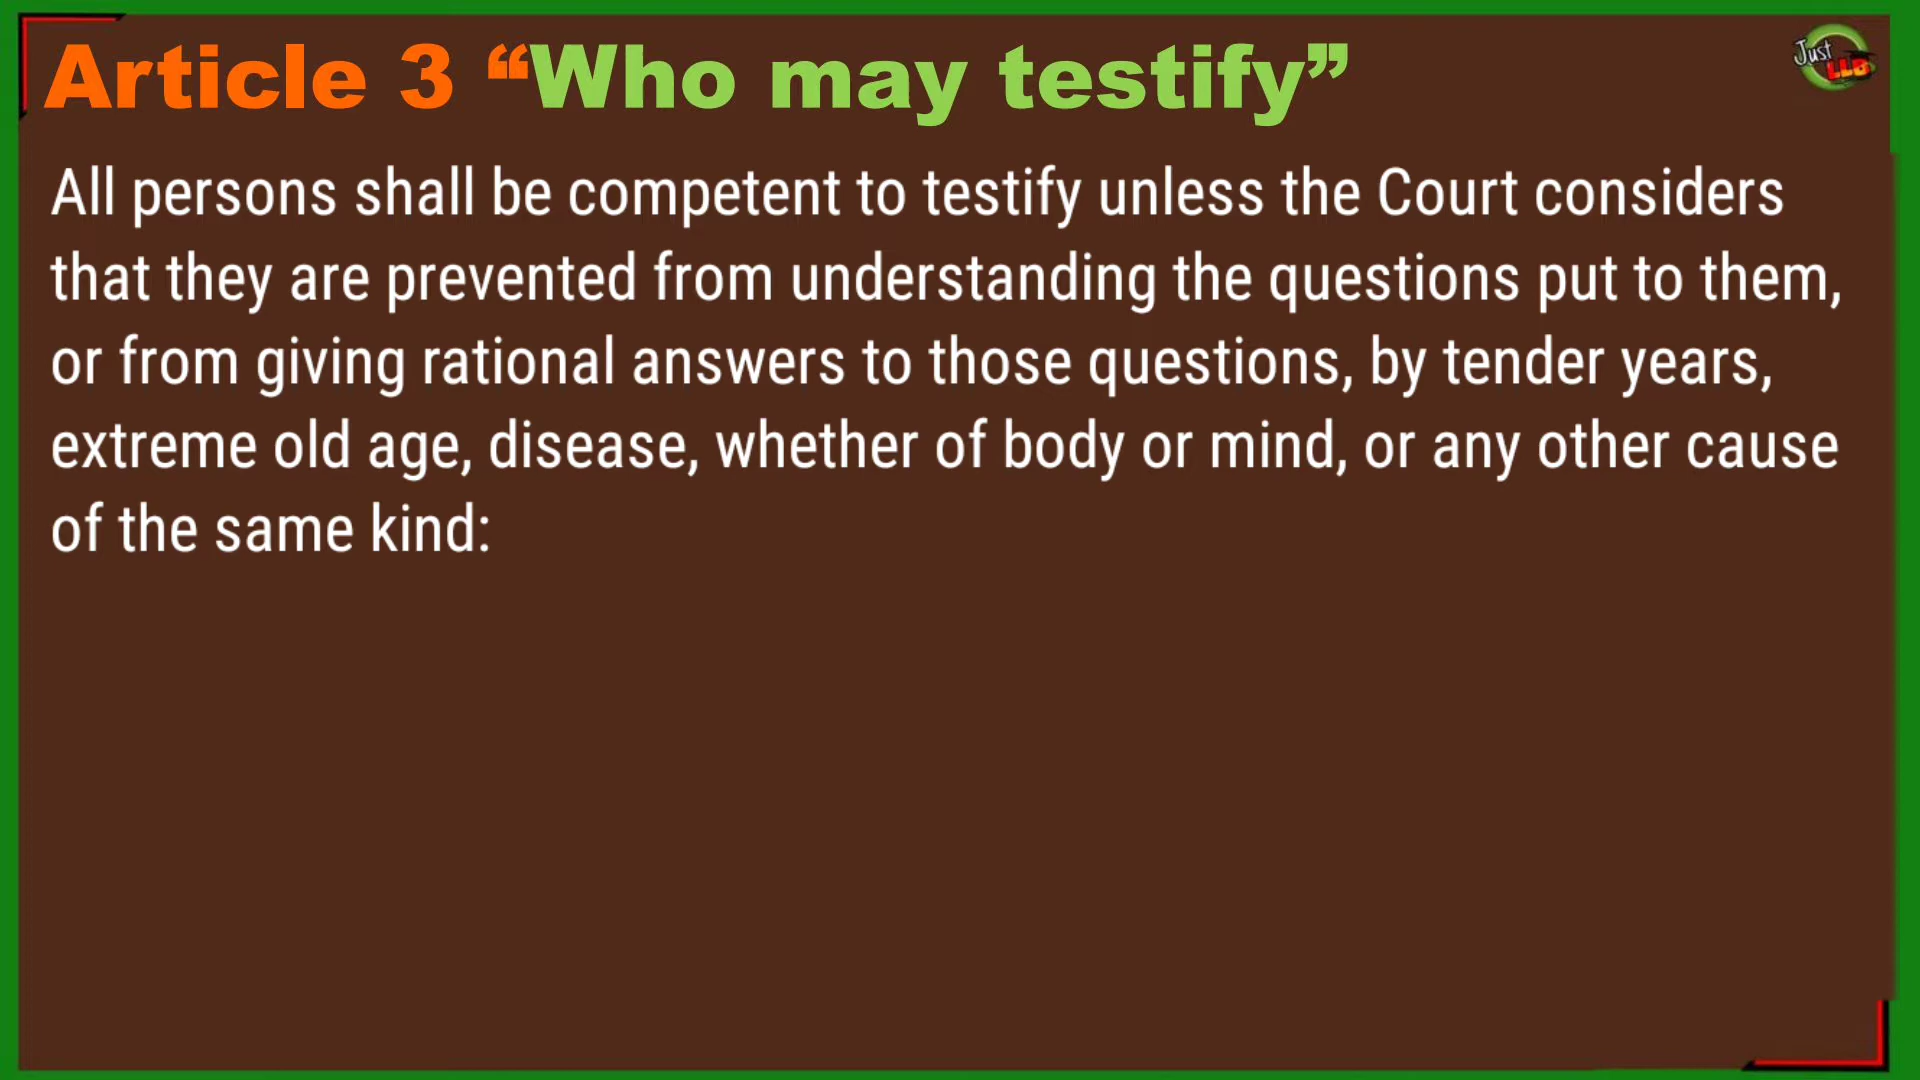 Article 3 “Who may testify”
Just
LLB
All persons shall be competent to testify unless the Court considers
that they are prevented from understanding the questions put to them,
or from giving rational answers to those questions, by tender years,
extreme old age, disease, whether of body or mind, or any other cause
of the same kind: